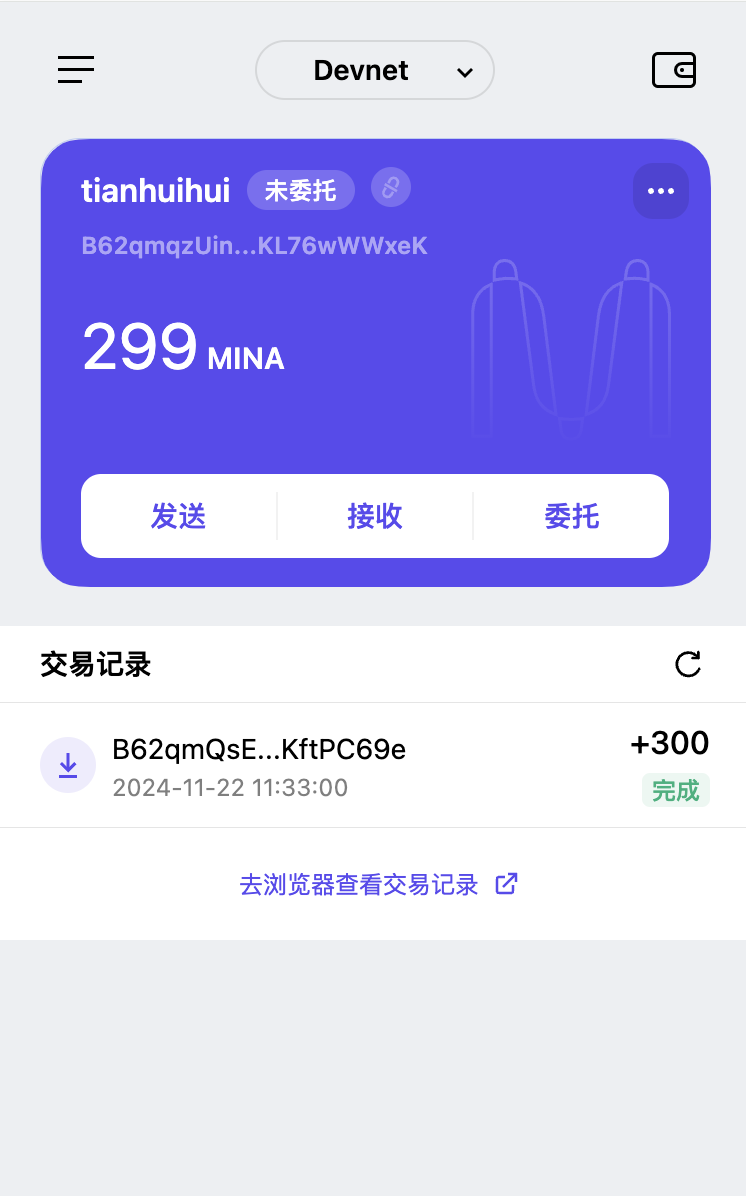 Devnet
tianhuihui 未委托
B62qmqzUin...KL76wWWxeK
299 MINA
发送 接收 委托
交易记录
B62qmQsE...KftPC69e +300
2024-11-22 11:33:00 完成
去浏览器查看交易记录